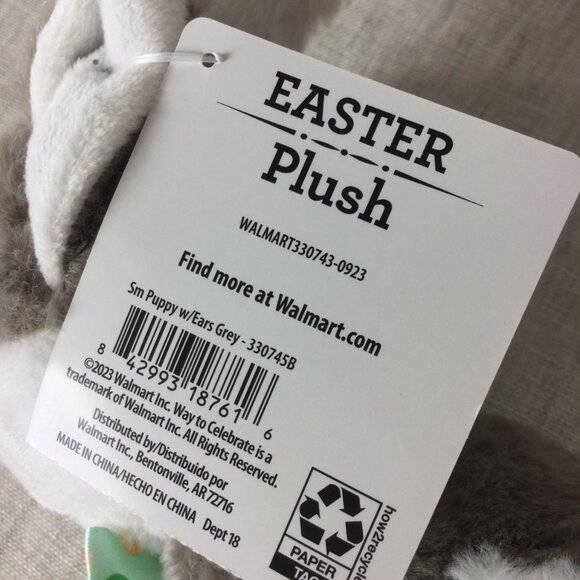 EASTER
Plush
WALMART330743-0923
Find more at Walmart.com
Sm Puppy w/Ears Grey - 330745B
8 42993 18761 6
©2023 Walmart Inc. Way to Celebrate is a
trademark of Walmart Inc. All Rights Reserved.
Distributed by/Distribuido por
Walmart Inc., Bentonville, AR 72716
MADE IN CHINA/HECHO EN CHINA
Dept 18
PAPER
TAG
how2recycle